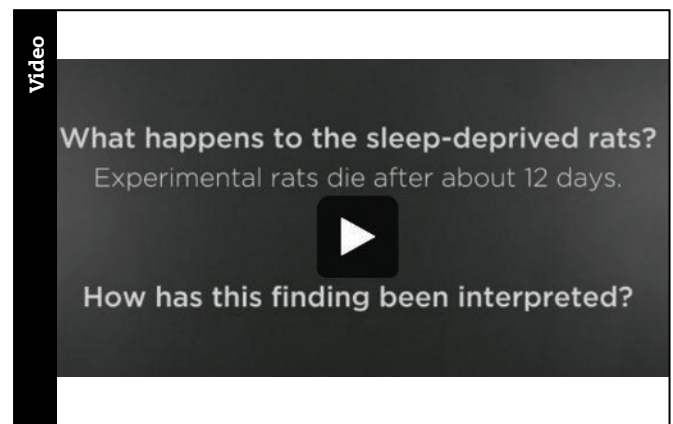 Video
What happens to the sleep-deprived rats?
Experimental rats die after about 12 days.
How has this finding been interpreted?